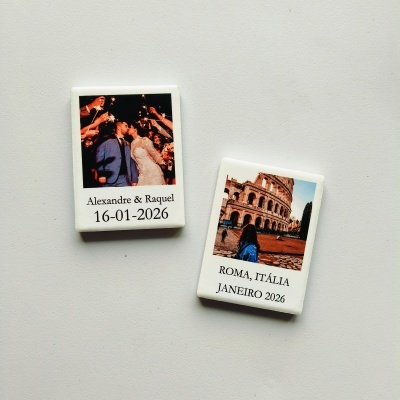 Alexandre & Raquel
16-01-2026
ROMA, ITÁLIA
JANEIRO 2026